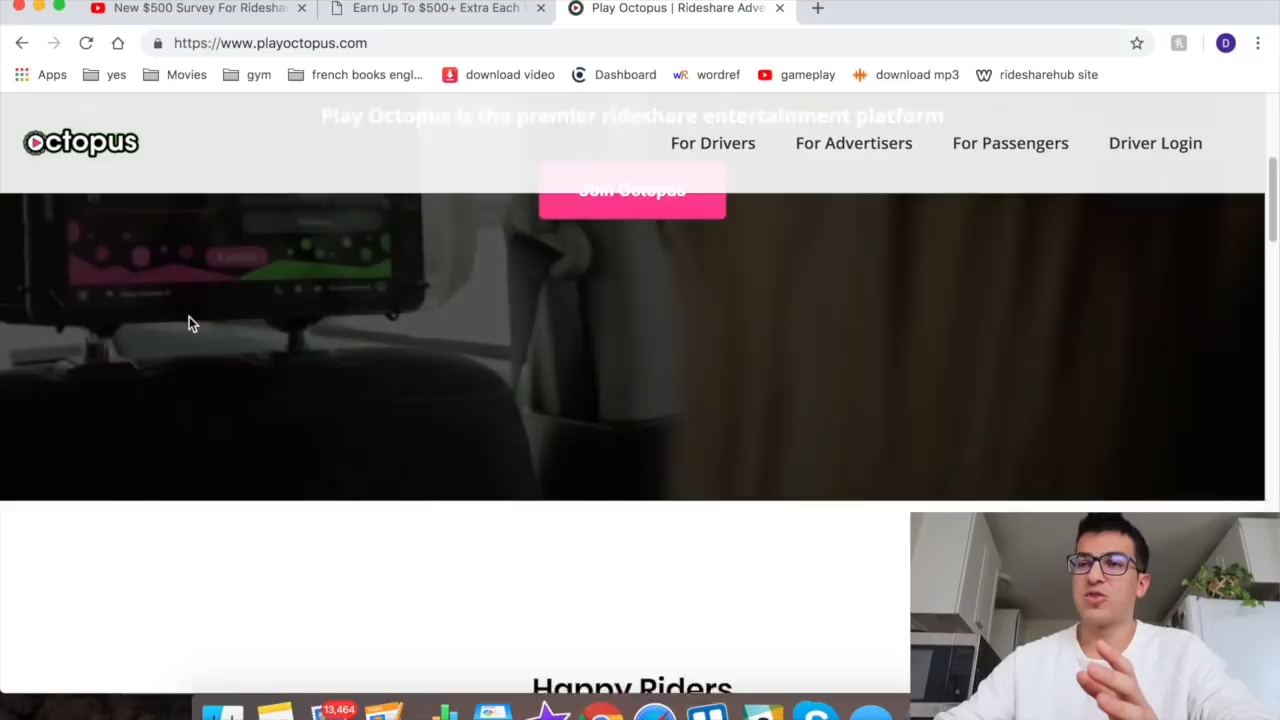 New $500 Survey For Ridesha
Earn Up To $500+ Extra Each
Play Octopus | Rideshare Adve
https://www.playoctopus.com
D
Apps
yes
Movies
gym
french books engl...
download video
Dashboard
wordref
gameplay
download mp3
ridesharehub site
Play Octopus is the premier rideshare entertainment platform
octopus
For Drivers
For Advertisers
For Passengers
Driver Login
Join Octopus
Happy Riders
13,464